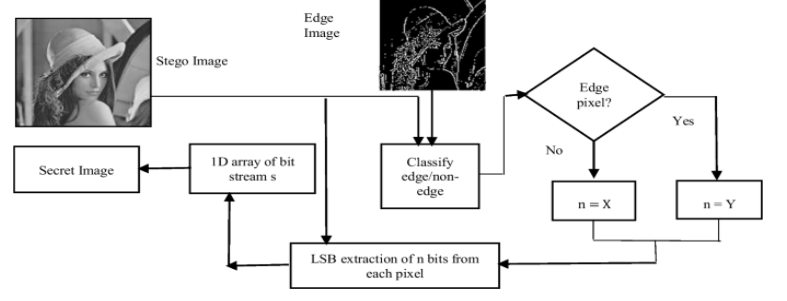 Edge
Image
Stego Image
Edge
pixel?
Yes
No
Secret Image
1D array of bit
stream s
Classify
edge/non-
edge
n = X
n = Y
LSB extraction of n bits from
each pixel